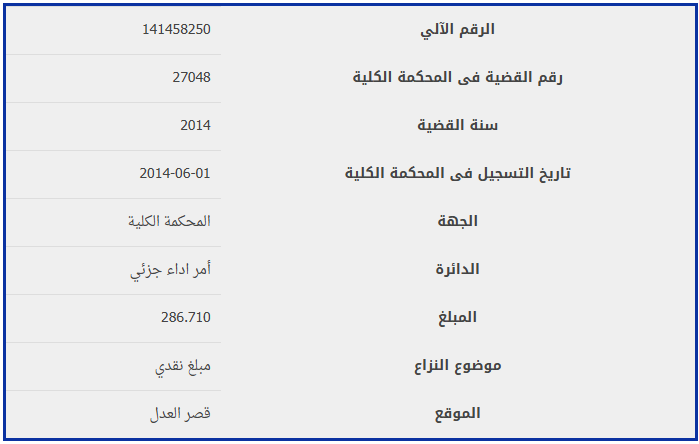 الرقم الآلي 141458250
رقم القضية فى المحكمة الكلية 27048
سنة القضية 2014
تاريخ التسجيل فى المحكمة الكلية 2014-06-01
الجهة المحكمة الكلية
الدائرة أمر اداء جزئي
المبلغ 286.710
موضوع النزاع مبلغ نقدي
الموقع قصر العدل